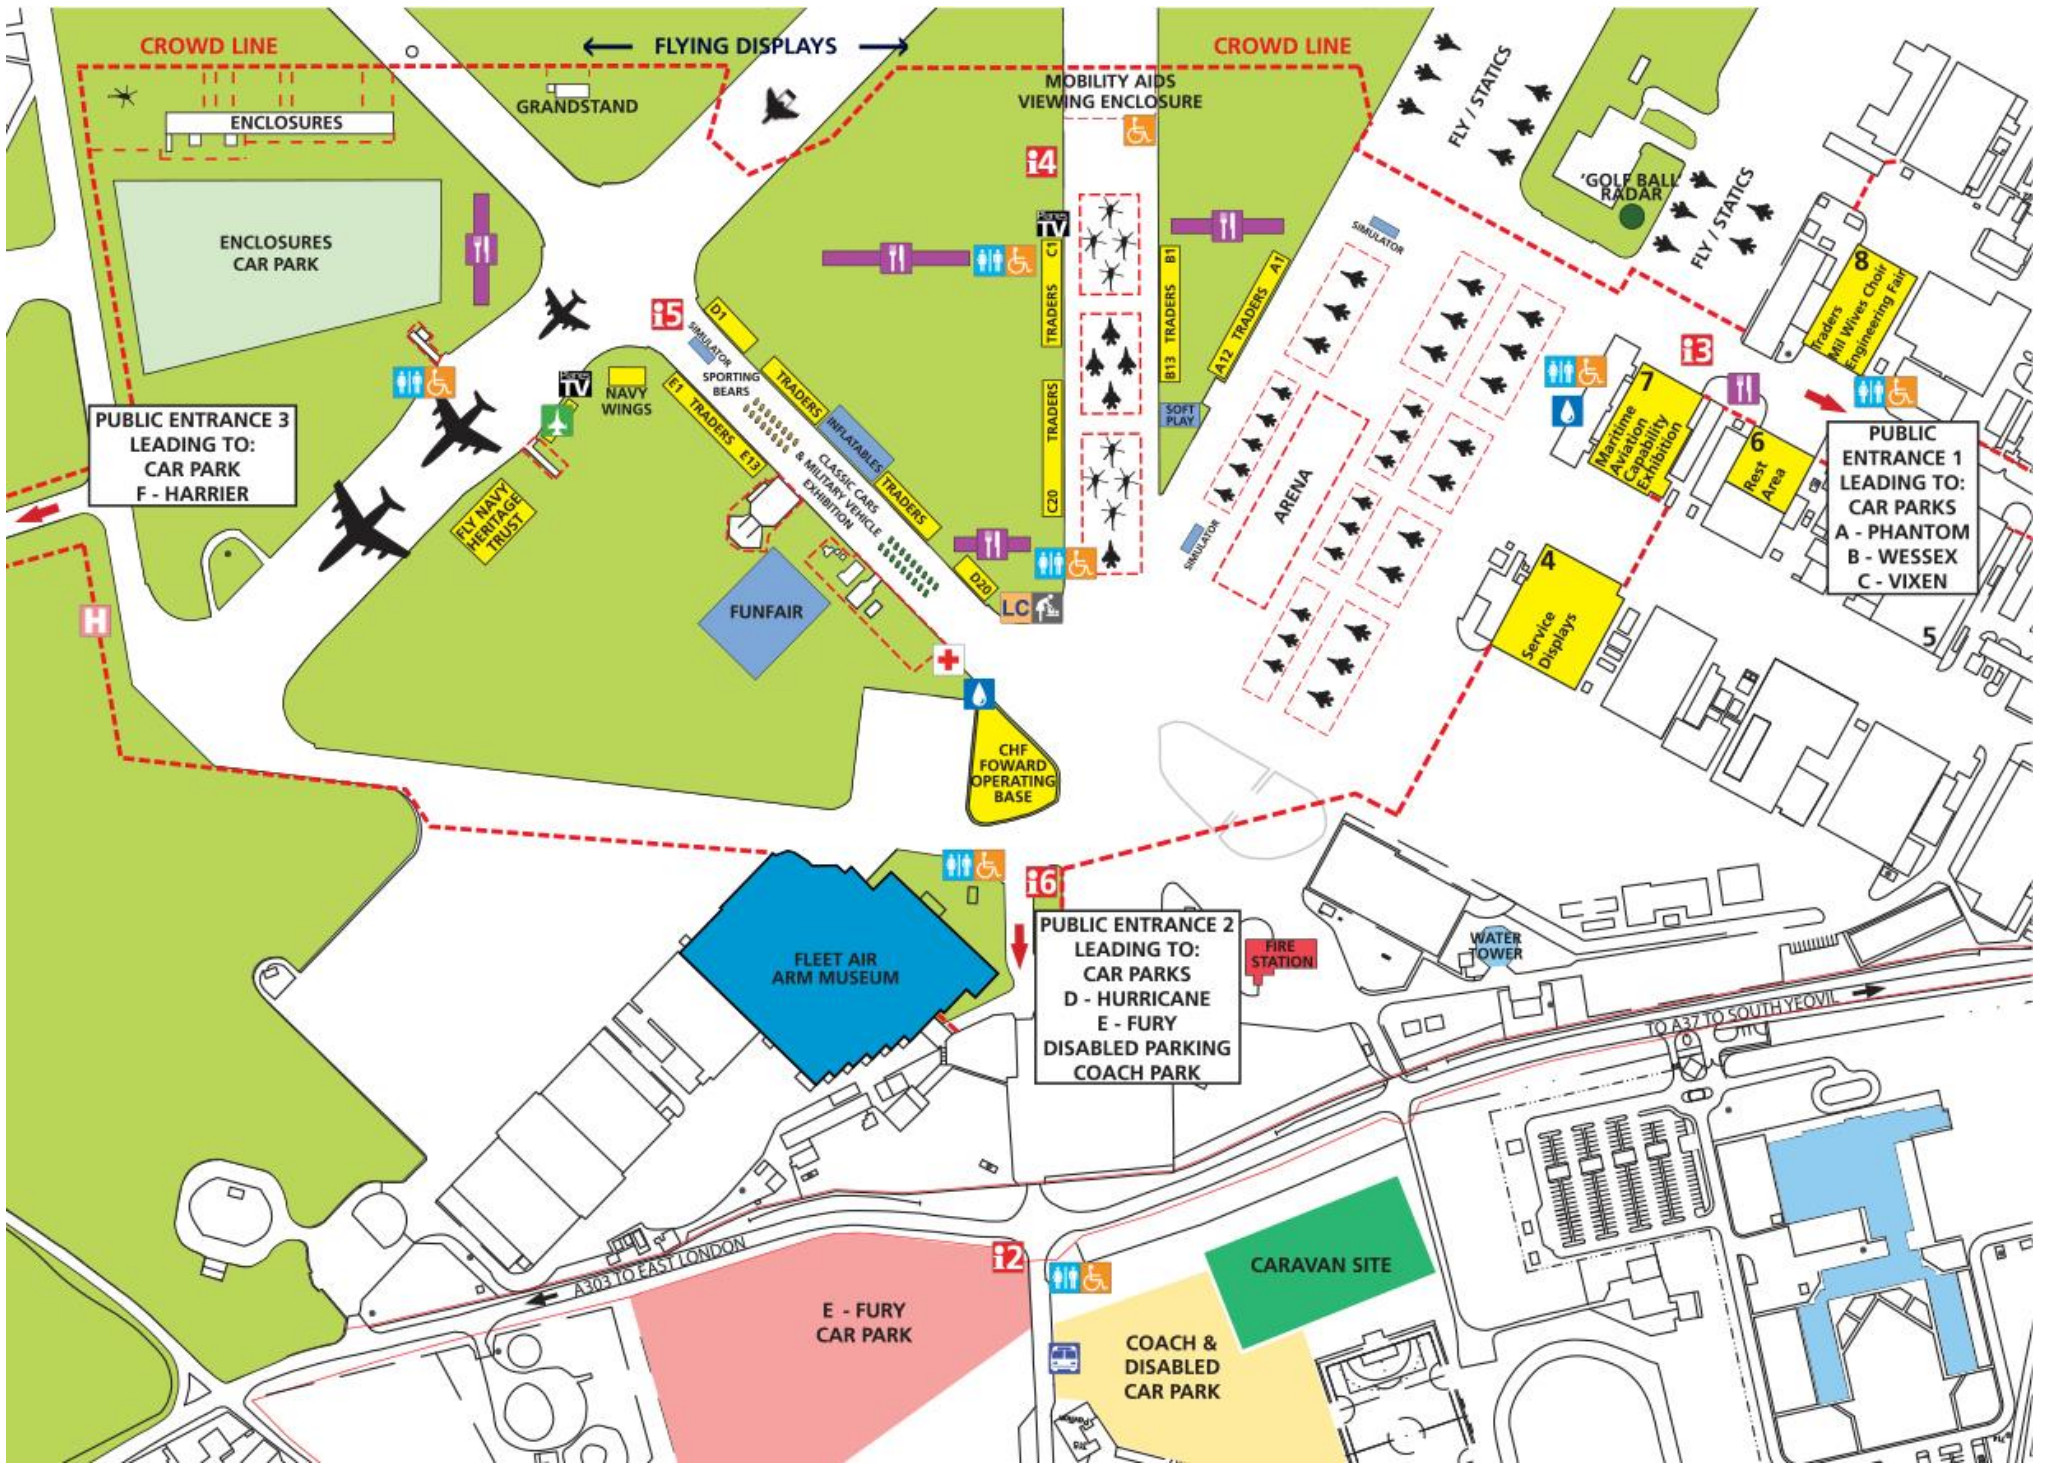 CROWD LINE
FLYING DISPLAYS
CROWD LINE
GRANDSTAND
MOBILITY AIDS
VIEWING ENCLOSURE
FLY / STATICS
ENCLOSURES
i4
'GOLF BALL'
RADAR
FLY / STATICS
ENCLOSURES
CAR PARK
Planes
TV
SIMULATOR
C1
TRADERS
TRADERS
C20
B1
TRADERS
B13
A1
TRADERS
A12
8
Traders
Mil Wives Choir
Engineering Fair
i5
D1
SIMULATOR
SPORTING
BEARS
TRADERS
INFLATABLES
TRADERS
D20
E1
TRADERS
E13
CLASSIC CARS
& MILITARY VEHICLE
EXHIBITION
Planes
TV
NAVY
WINGS
SOFT
PLAY
i3
7
Maritime
Aviation
Capability
Exhibition
6
Rest
Area
PUBLIC ENTRANCE 3
LEADING TO:
CAR PARK
F - HARRIER
PUBLIC
ENTRANCE 1
LEADING TO:
CAR PARKS
A - PHANTOM
B - WESSEX
C - VIXEN
FLY NAVY
HERITAGE
TRUST
ARENA
SIMULATOR
4
Service
Displays
5
H
FUNFAIR
LC
B
CHF
FOWARD
OPERATING
BASE
i6
PUBLIC ENTRANCE 2
LEADING TO:
CAR PARKS
D - HURRICANE
E - FURY
DISABLED PARKING
COACH PARK
FIRE
STATION
WATER
TOWER
FLEET AIR
ARM MUSEUM
TO A37 TO SOUTH YEOVIL
A303 TO EAST LONDON
i2
CARAVAN SITE
E - FURY
CAR PARK
COACH &
DISABLED
CAR PARK